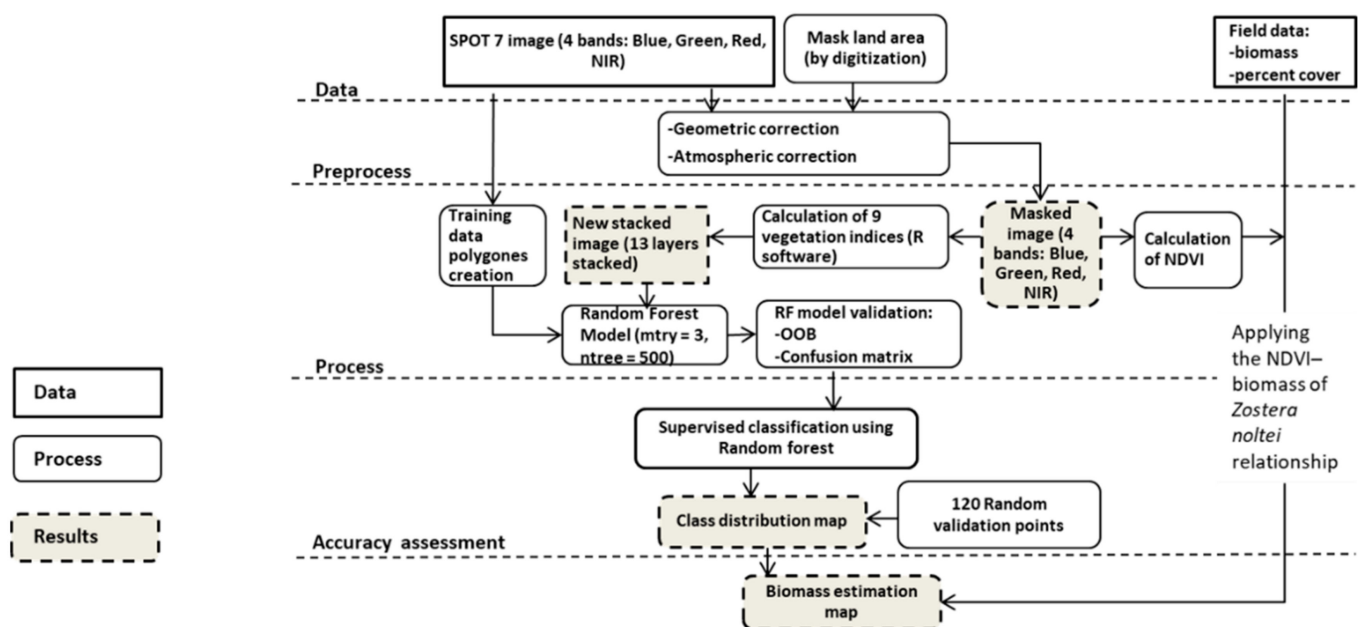 SPOT 7 image (4 bands: Blue, Green, Red,
NIR)
Mask land area
(by digitization)
Field data:
-biomass
-percent cover
Data
-Geometric correction
-Atmospheric correction
Preprocess
Training
data
polygones
creation
New stacked
image (13 layers
stacked)
Calculation of 9
vegetation indices (R
software)
Masked
image (4
bands: Blue,
Green, Red,
NIR)
Calculation
of NDVI
Random Forest
Model (mtry = 3,
ntree = 500)
RF model validation:
-OOB
-Confusion matrix
Applying
the NDVI–
biomass of
Zostera
noltei
relationship
Process
Data
Process
Results
Supervised classification using
Random forest
Class distribution map
120 Random
validation points
Accuracy assessment
Biomass estimation
map